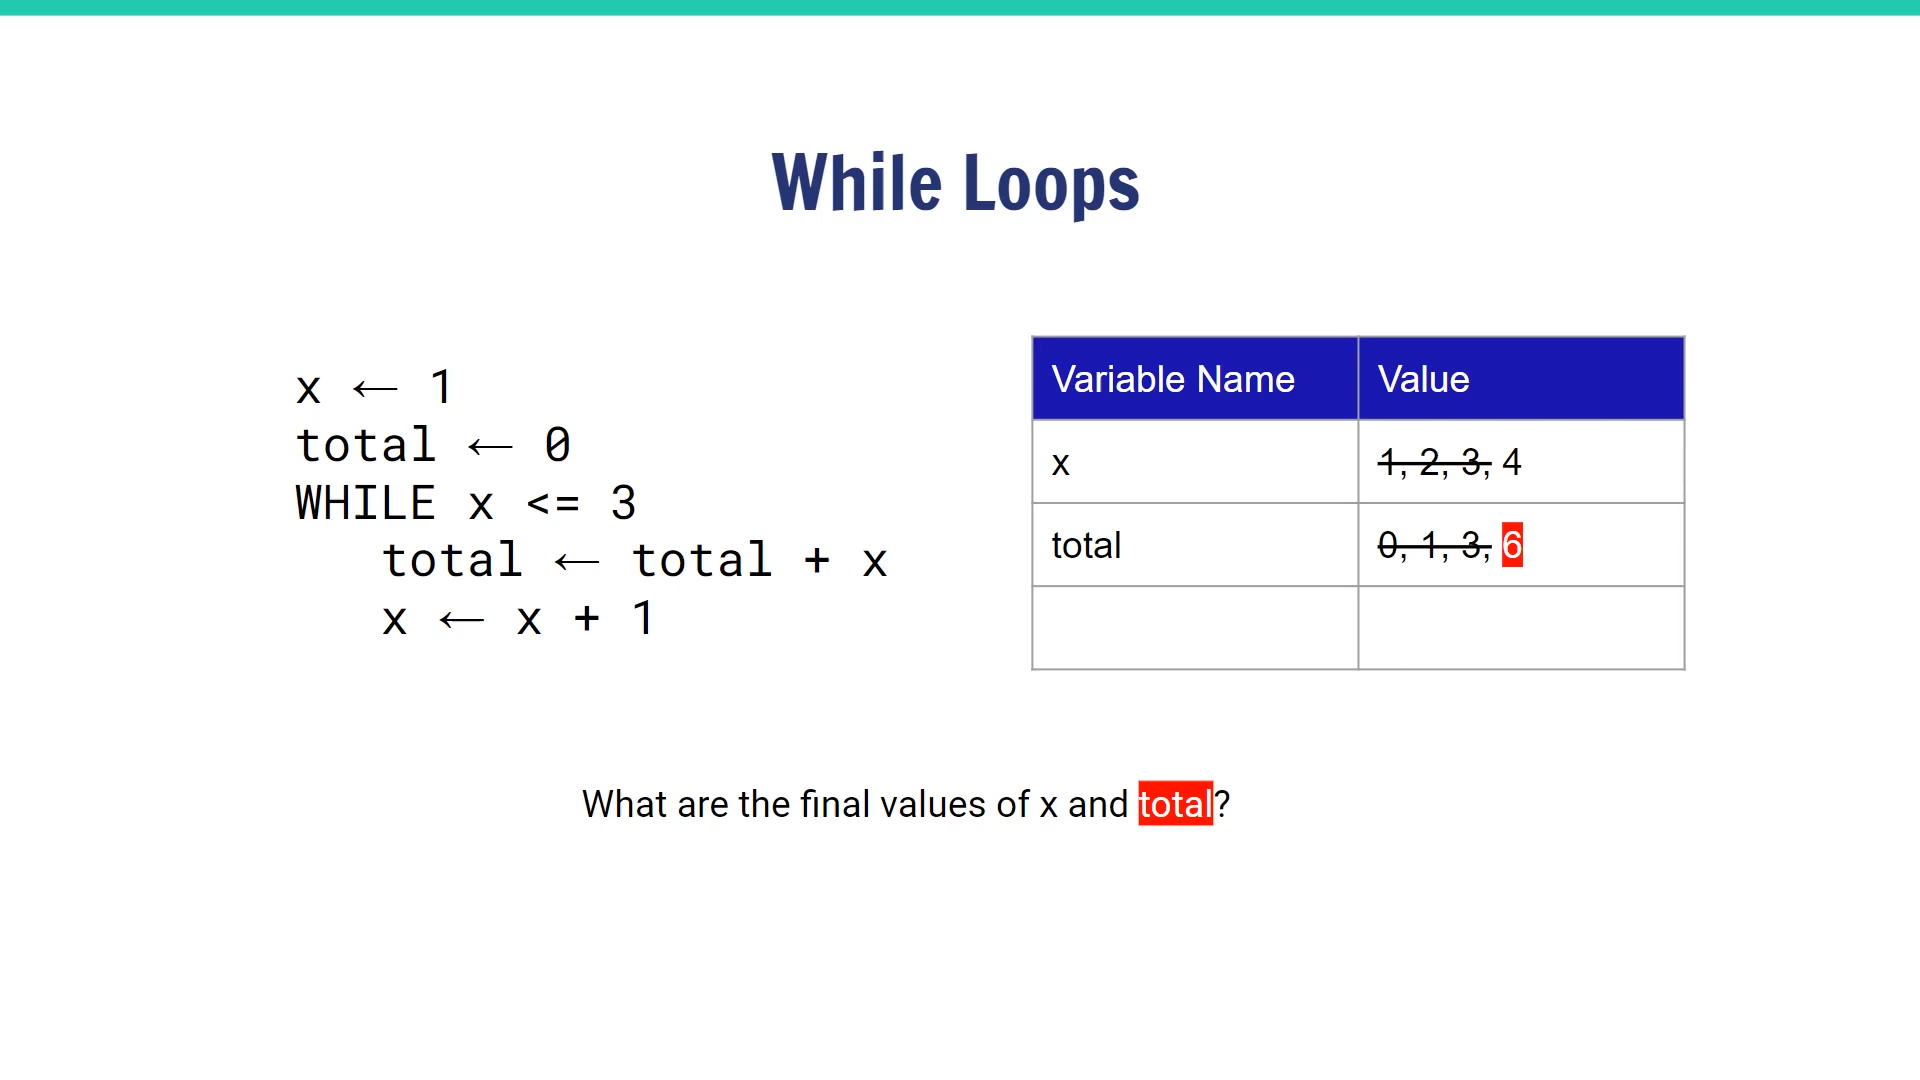 While Loops
x ← 1
total ← 0
WHILE x <= 3
total ← total + x
x ← x + 1
Variable Name Value
x 1, 2, 3, 4
total 0, 1, 3, 6
What are the final values of x and total?